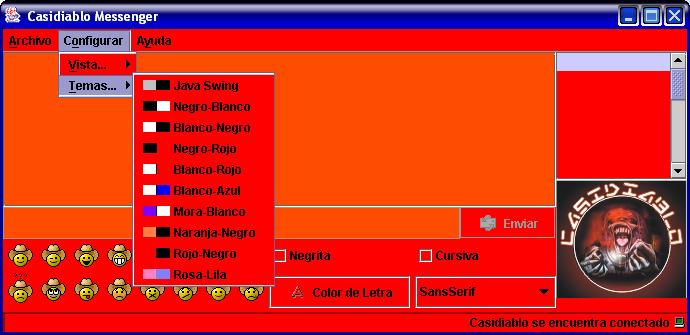 Casidiablo Messenger
Archivo Configurar Ayuda
Vista...
Temas...
Java Swing
Negro-Blanco
Blanco-Negro
Negro-Rojo
Blanco-Rojo
Blanco-Azul
Mora-Blanco
Naranja-Negro
Rojo-Negro
Rosa-Lila
Enviar
CASIDIABLO
Negrita Cursiva
A Color de Letra SansSerif
Casidiablo se encuentra conectado